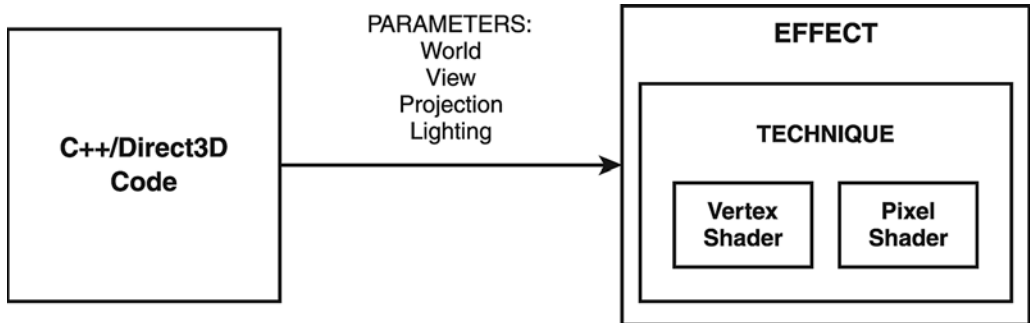 PARAMETERS:
World
View
Projection
Lighting
C++/Direct3D
Code
EFFECT
TECHNIQUE
Vertex
Shader
Pixel
Shader